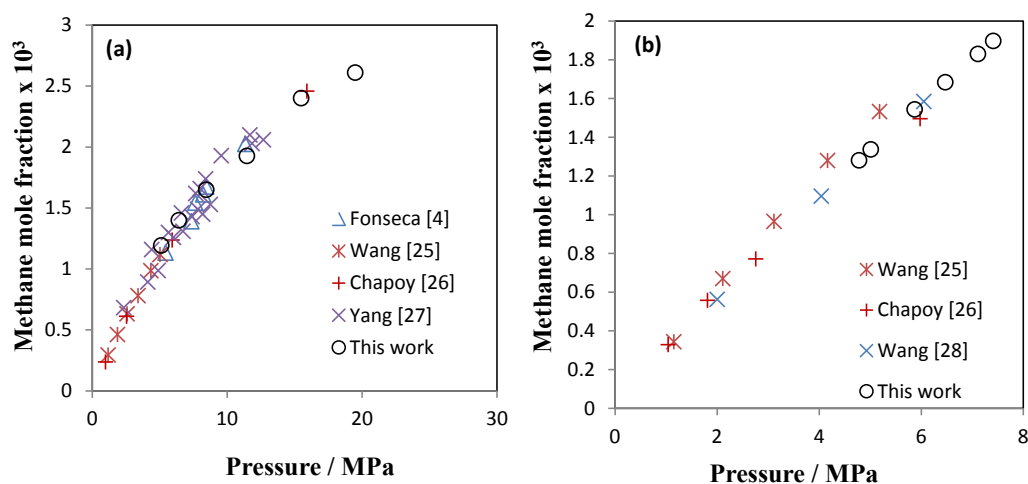 (a)
Methane mole fraction x 10³
3
2.5
2
1.5
1
0.5
0
0
10
20
30
Pressure / MPa
Fonseca [4]
Wang [25]
Chapoy [26]
Yang [27]
This work
(b)
Methane mole fraction x 10³
2
1.8
1.6
1.4
1.2
1
0.8
0.6
0.4
0.2
0
0
2
4
6
8
Pressure / MPa
Wang [25]
Chapoy [26]
Wang [28]
This work